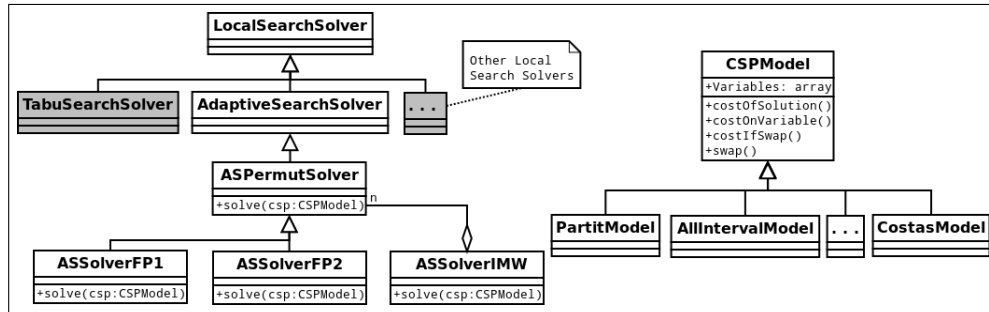 LocalSearchSolver
Other Local
Search Solvers
CSPModel
+Variables: array
+costOfSolution()
+costOnVariable()
+costIfSwap()
+swap()
TabuSearchSolver
AdaptiveSearchSolver
...
ASPermutSolver
+solve(csp:CSPModel)
n
PartitModel
AllIntervalModel
...
CostasModel
ASSolverFP1
+solve(csp:CSPModel)
ASSolverFP2
+solve(csp:CSPModel)
ASSolverIMW
+solve(csp:CSPModel)